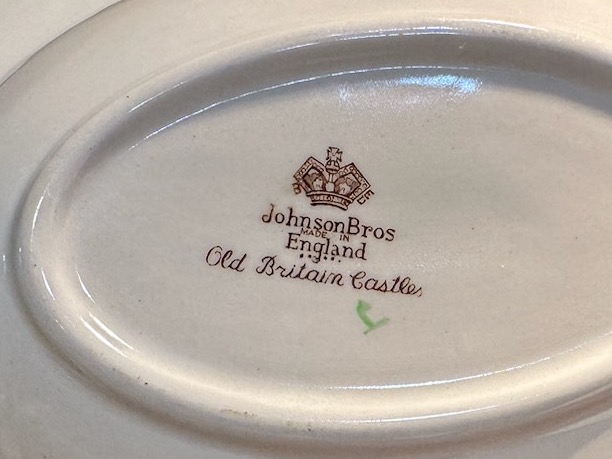 JohnsonBros
MADE IN
England
Old Britain Castles